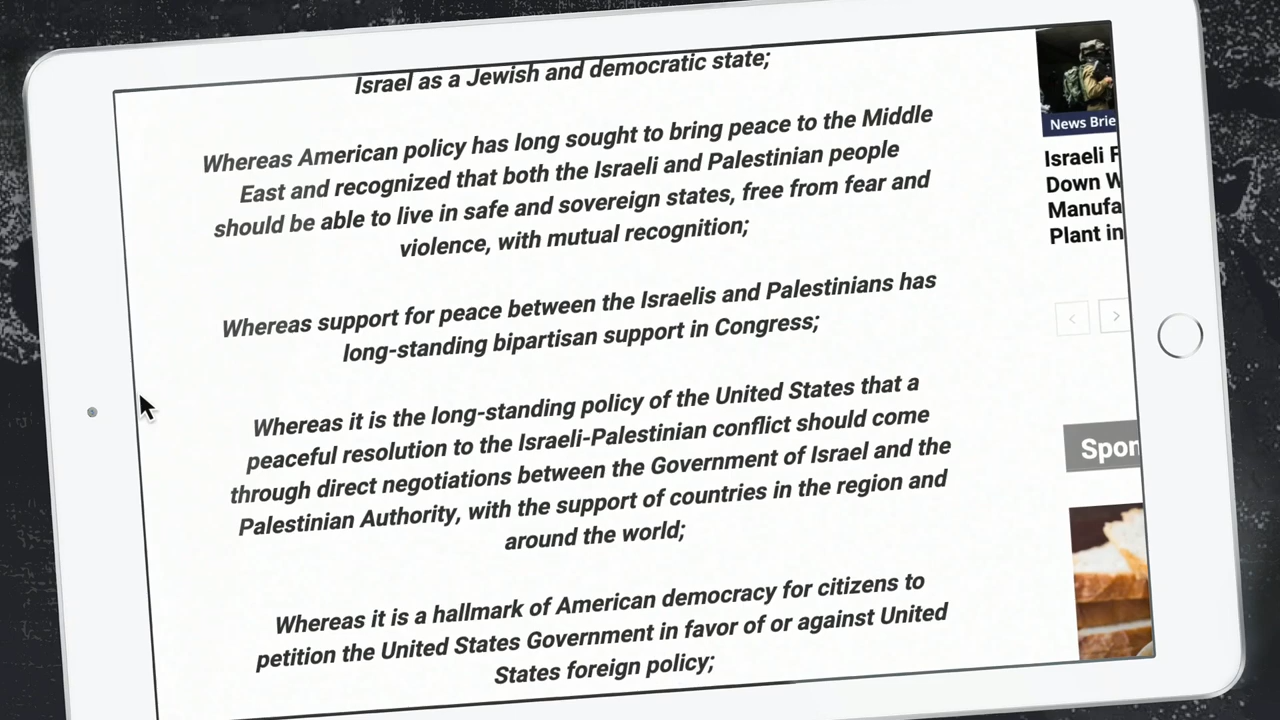 Israel as a Jewish and democratic state;
Whereas American policy has long sought to bring peace to the Middle
East and recognized that both the Israeli and Palestinian people
should be able to live in safe and sovereign states, free from fear and
violence, with mutual recognition;
Whereas support for peace between the Israelis and Palestinians has
long-standing bipartisan support in Congress;
Whereas it is the long-standing policy of the United States that a
peaceful resolution to the Israeli-Palestinian conflict should come
through direct negotiations between the Government of Israel and the
Palestinian Authority, with the support of countries in the region and
around the world;
Whereas it is a hallmark of American democracy for citizens to
petition the United States Government in favor of or against United
States foreign policy;
News Brie
Israeli F
Down W
Manufa
Plant in
Spon